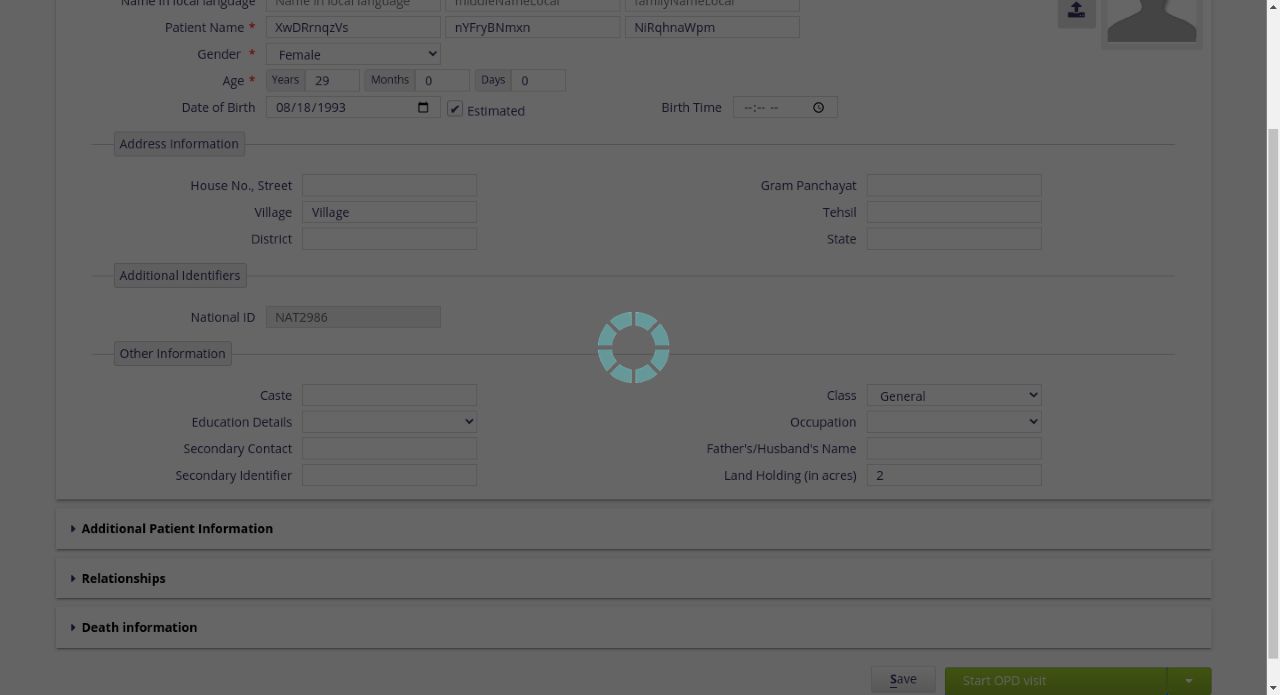 Name in local language Name in local language middleNameLocal familyNameLocal
Patient Name * XwDRrnqzVs nYFryBNmxn NiRqhnaWpm
Gender * Female
Age * Years 29 Months 0 Days 0
Date of Birth 08/18/1993 Estimated Birth Time --:-- --
Address Information
House No., Street Gram Panchayat
Village Village Tehsil
District State
Additional Identifiers
National ID NAT2986
Other Information
Caste Class General
Education Details Occupation
Secondary Contact Father's/Husband's Name
Secondary Identifier Land Holding (in acres) 2
Additional Patient Information
Relationships
Death information
Save Start OPD visit